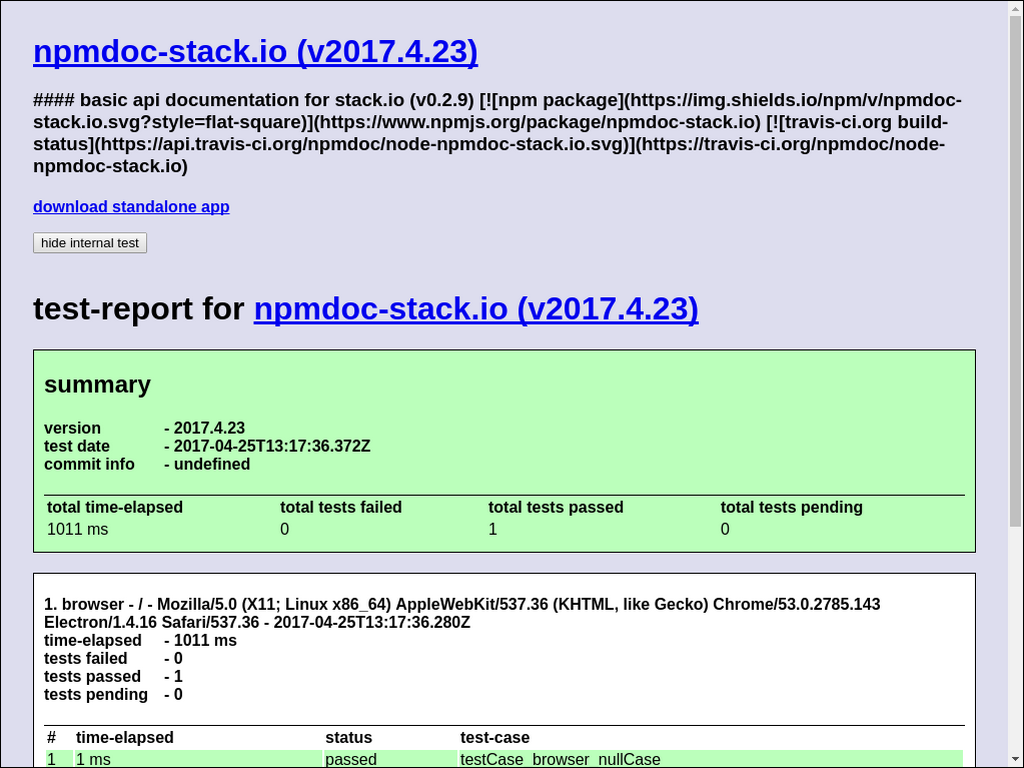 npmdoc-stack.io (v2017.4.23)
#### basic api documentation for stack.io (v0.2.9) [![npm package](https://img.shields.io/npm/v/npmdoc-
stack.io.svg?style=flat-square)](https://www.npmjs.org/package/npmdoc-stack.io) [![travis-ci.org build-
status](https://api.travis-ci.org/npmdoc/node-npmdoc-stack.io.svg)](https://travis-ci.org/npmdoc/node-
npmdoc-stack.io)
download standalone app
hide internal test
test-report for npmdoc-stack.io (v2017.4.23)
summary
version - 2017.4.23
test date - 2017-04-25T13:17:36.372Z
commit info - undefined
total time-elapsed total tests failed total tests passed total tests pending
1011 ms 0 1 0
1. browser - / - Mozilla/5.0 (X11; Linux x86_64) AppleWebKit/537.36 (KHTML, like Gecko) Chrome/53.0.2785.143
Electron/1.4.16 Safari/537.36 - 2017-04-25T13:17:36.280Z
time-elapsed - 1011 ms
tests failed - 0
tests passed - 1
tests pending - 0
# time-elapsed status test-case
1 1 ms passed testCase_browser_nullCase